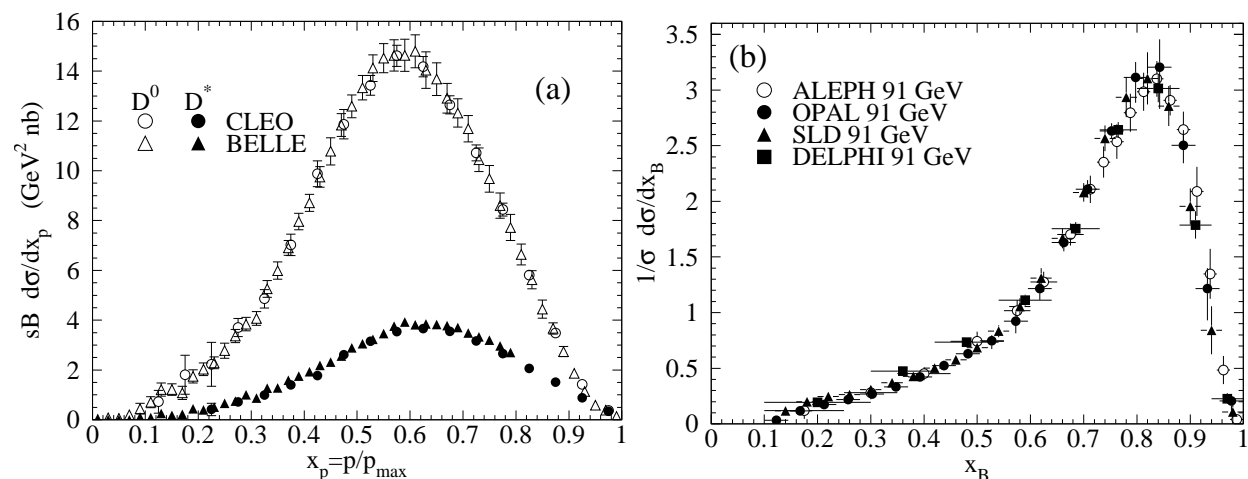 (a)
D⁰ D*
CLEO
BELLE
sB dσ/dx_p (GeV² nb)
16
14
12
10
8
6
4
2
0
0 0.1 0.2 0.3 0.4 0.5 0.6 0.7 0.8 0.9 1
x_p=p/p_max
(b)
ALEPH 91 GeV
OPAL 91 GeV
SLD 91 GeV
DELPHI 91 GeV
1/σ dσ/dx_B
3.5
3
2.5
2
1.5
1
0.5
0
0 0.1 0.2 0.3 0.4 0.5 0.6 0.7 0.8 0.9 1
x_B